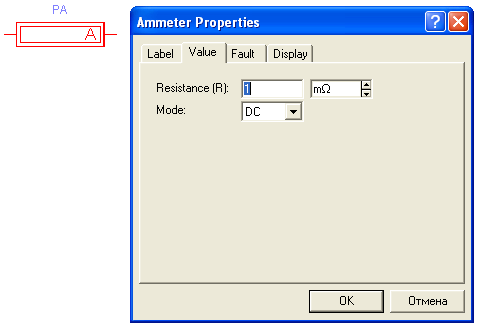 PA
A
Ammeter Properties
Label Value Fault Display
Resistance (R): 1 mΩ
Mode: DC
OK Отмена